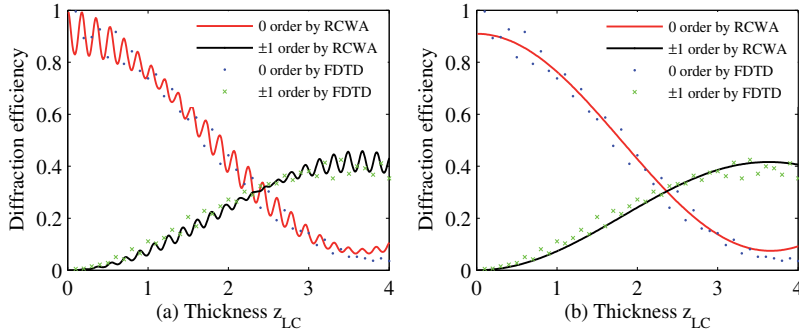 Diffraction efficiency
1
0.8
0.6
0.4
0.2
0
0 order by RCWA
±1 order by RCWA
0 order by FDTD
±1 order by FDTD
0 1 2 3 4
(a) Thickness z_LC
Diffraction efficiency
1
0.8
0.6
0.4
0.2
0
0 order by RCWA
±1 order by RCWA
0 order by FDTD
±1 order by FDTD
0 1 2 3 4
(b) Thickness z_LC